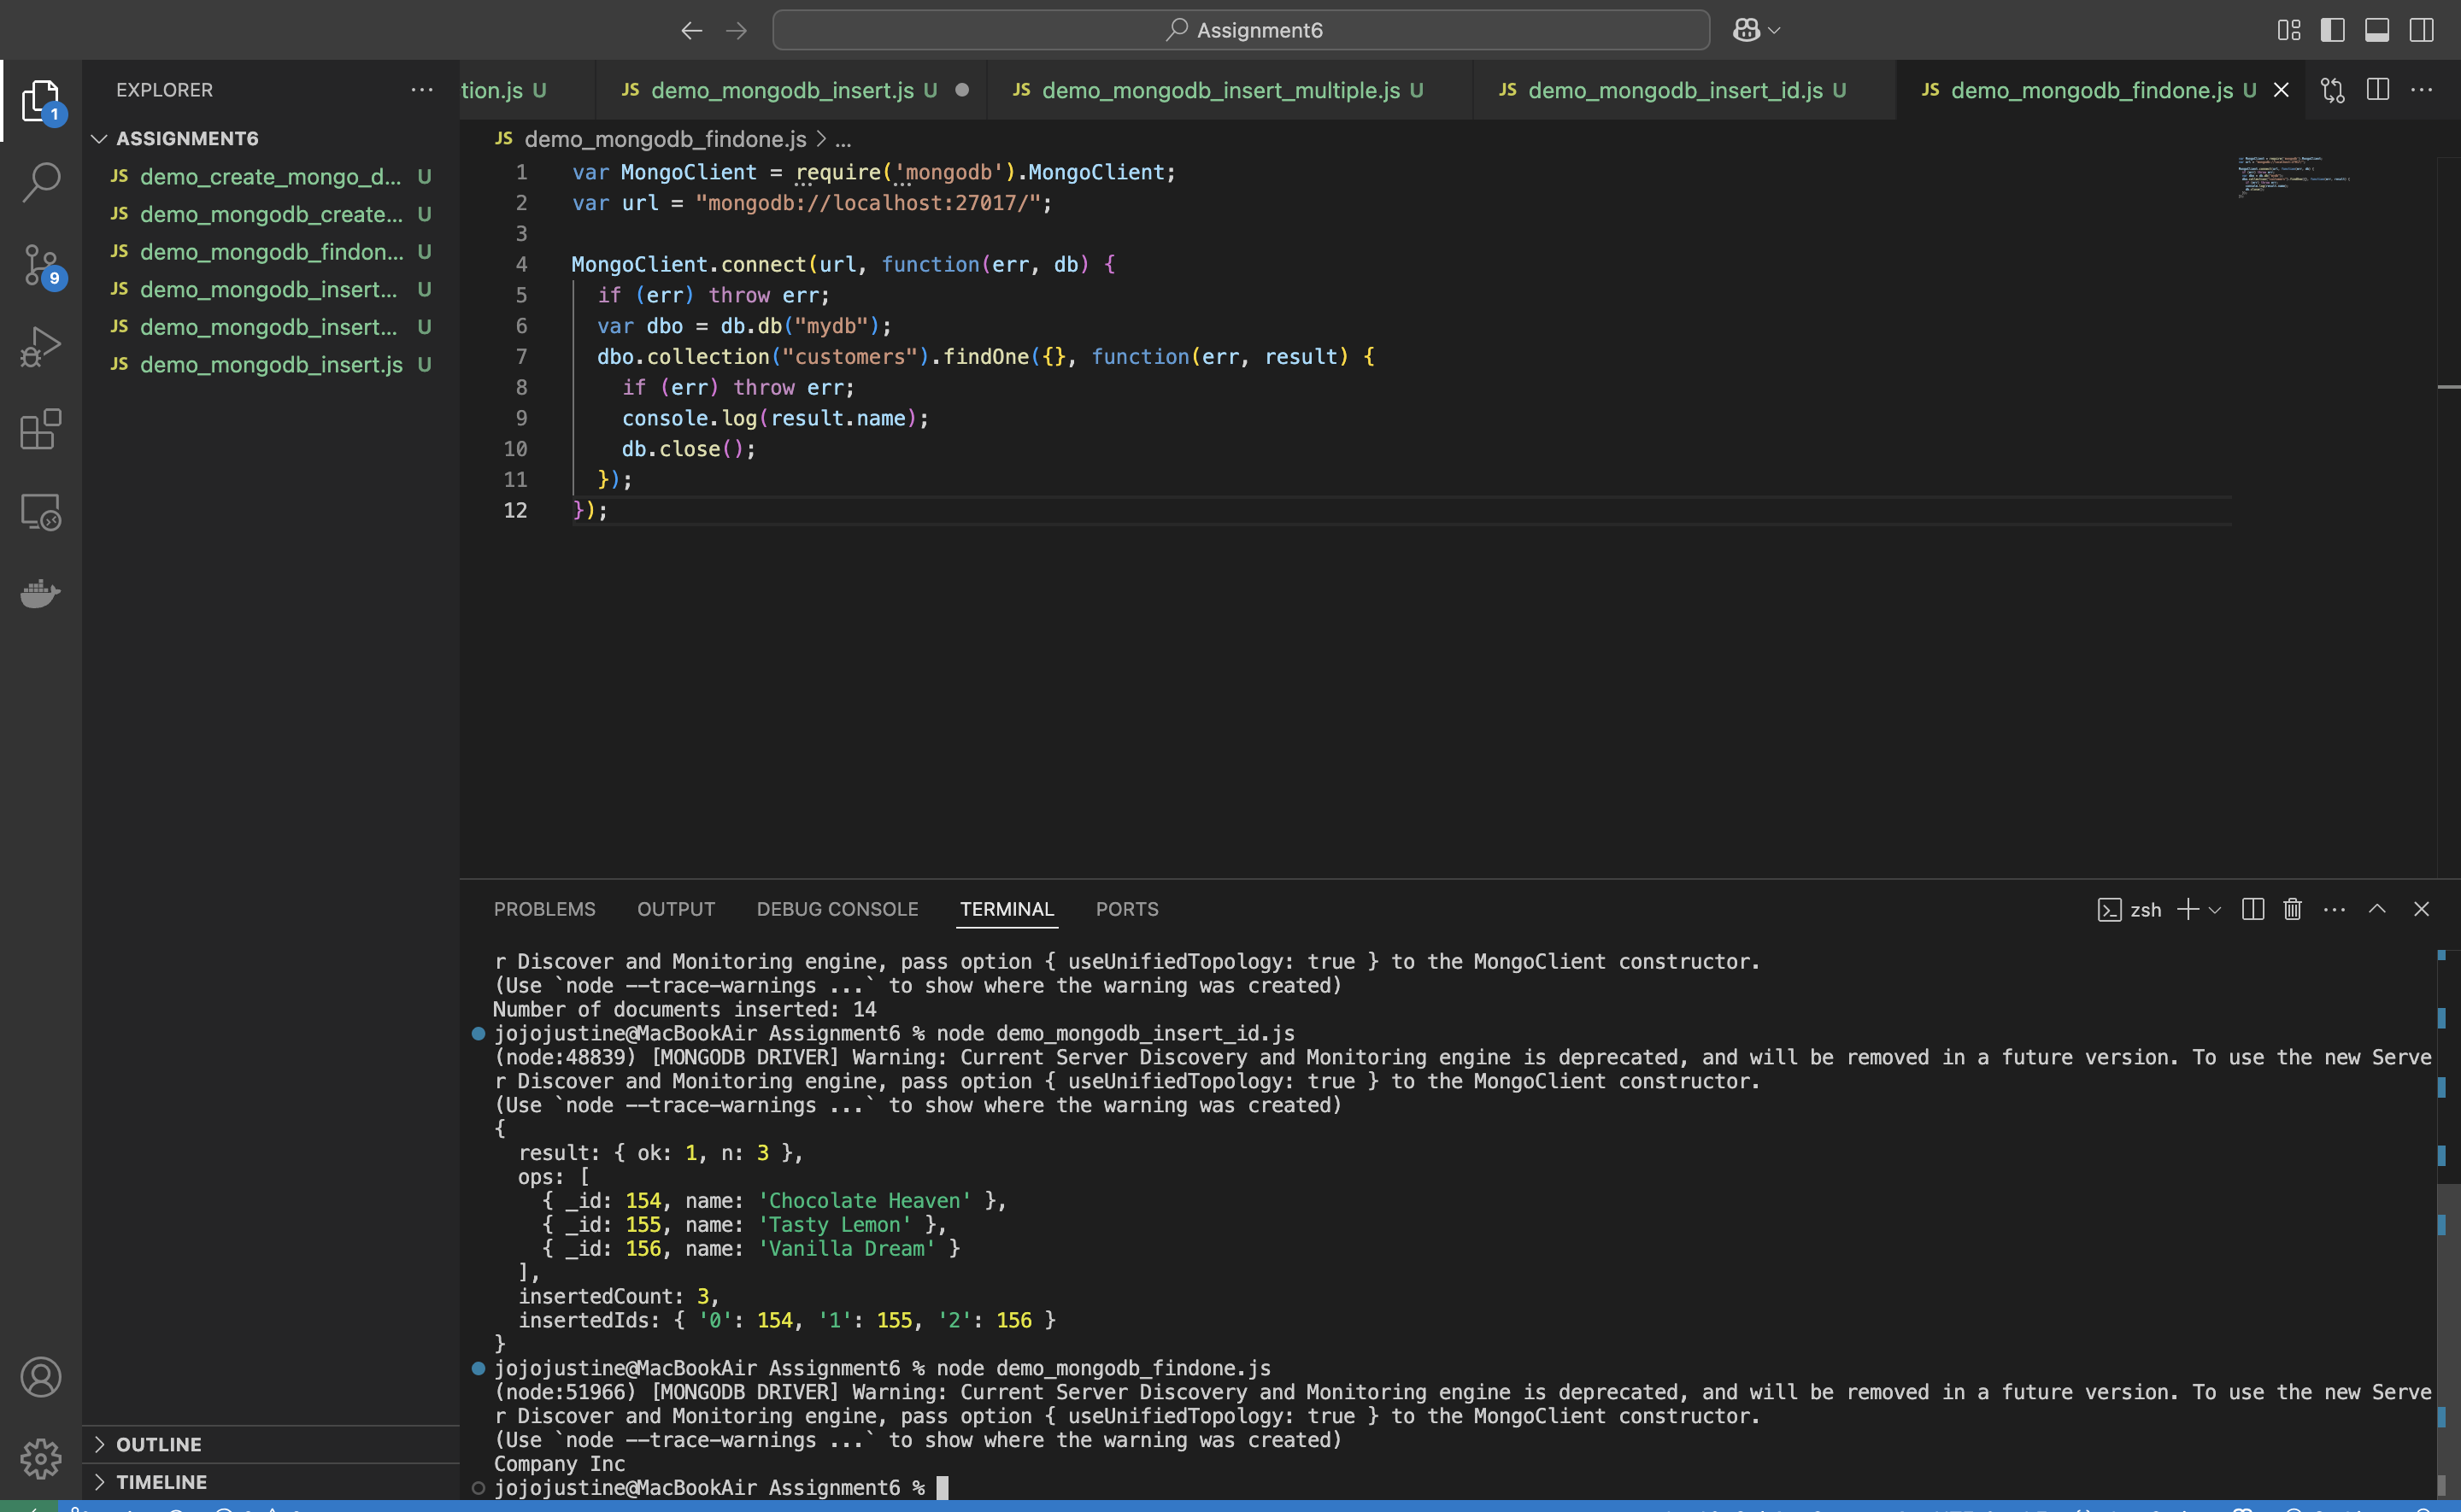 Assignment6
EXPLORER
tion.js U
JS demo_mongodb_insert.js U
JS demo_mongodb_insert_multiple.js U
JS demo_mongodb_insert_id.js U
JS demo_mongodb_findone.js U
1
ASSIGNMENT6
JS demo_create_mongo_d... U
JS demo_mongodb_create... U
JS demo_mongodb_findon... U
JS demo_mongodb_insert... U
JS demo_mongodb_insert... U
JS demo_mongodb_insert.js U
9
JS demo_mongodb_findone.js > ...
1 var MongoClient = require('mongodb').MongoClient;
2 var url = "mongodb://localhost:27017/";
3
4 MongoClient.connect(url, function(err, db) {
5 if (err) throw err;
6 var dbo = db.db("mydb");
7 dbo.collection("customers").findOne({}, function(err, result) {
8 if (err) throw err;
9 console.log(result.name);
10 db.close();
11 });
12 });
PROBLEMS OUTPUT DEBUG CONSOLE TERMINAL PORTS
zsh
r Discover and Monitoring engine, pass option { useUnifiedTopology: true } to the MongoClient constructor.
(Use `node --trace-warnings ...` to show where the warning was created)
Number of documents inserted: 14
jojojustine@MacBookAir Assignment6 % node demo_mongodb_insert_id.js
(node:48839) [MONGODB DRIVER] Warning: Current Server Discovery and Monitoring engine is deprecated, and will be removed in a future version. To use the new Serve
r Discover and Monitoring engine, pass option { useUnifiedTopology: true } to the MongoClient constructor.
(Use `node --trace-warnings ...` to show where the warning was created)
{
result: { ok: 1, n: 3 },
ops: [
{ _id: 154, name: 'Chocolate Heaven' },
{ _id: 155, name: 'Tasty Lemon' },
{ _id: 156, name: 'Vanilla Dream' }
],
insertedCount: 3,
insertedIds: { '0': 154, '1': 155, '2': 156 }
}
jojojustine@MacBookAir Assignment6 % node demo_mongodb_findone.js
(node:51966) [MONGODB DRIVER] Warning: Current Server Discovery and Monitoring engine is deprecated, and will be removed in a future version. To use the new Serve
r Discover and Monitoring engine, pass option { useUnifiedTopology: true } to the MongoClient constructor.
(Use `node --trace-warnings ...` to show where the warning was created)
Company Inc
jojojustine@MacBookAir Assignment6 %
OUTLINE
TIMELINE